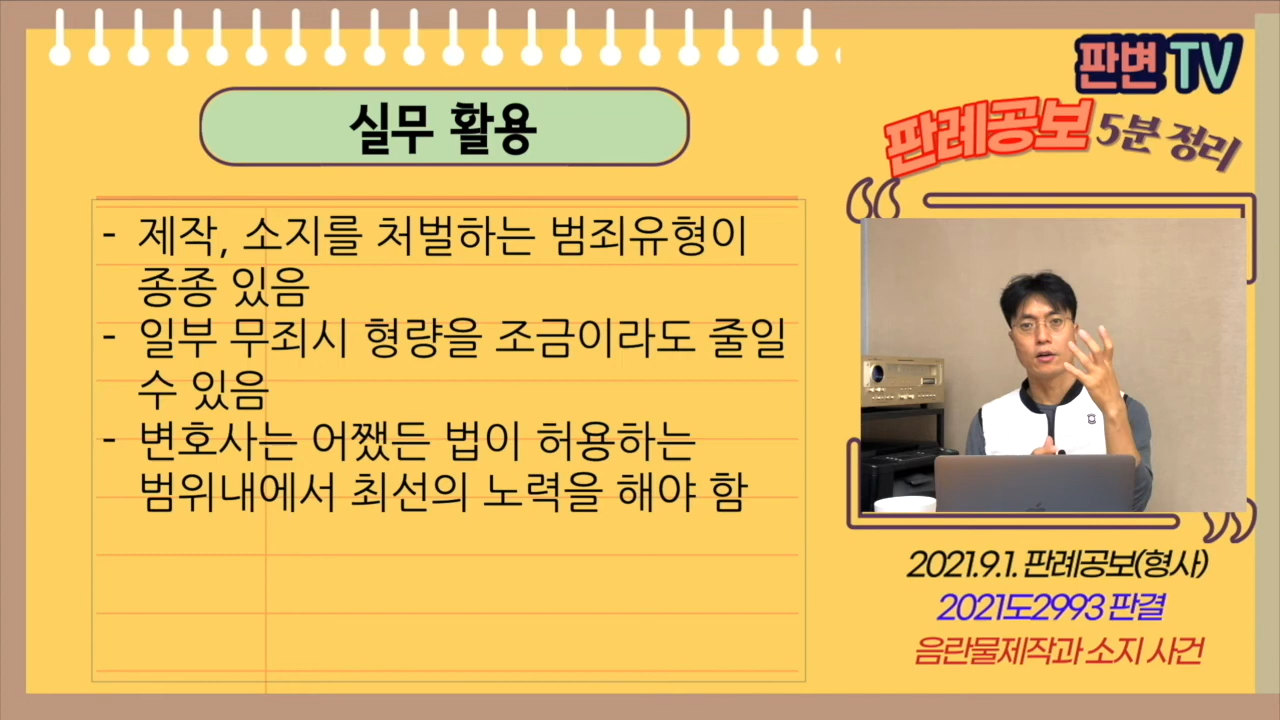 판변 TV
판례공보 5분 정리
실무 활용
- 제작, 소지를 처벌하는 범죄유형이
종종 있음
- 일부 무죄시 형량을 조금이라도 줄일
수 있음
- 변호사는 어쨌든 법이 허용하는
범위내에서 최선의 노력을 해야 함
2021.9.1. 판례공보(형사)
2021도2993 판결
음란물제작과 소지 사건